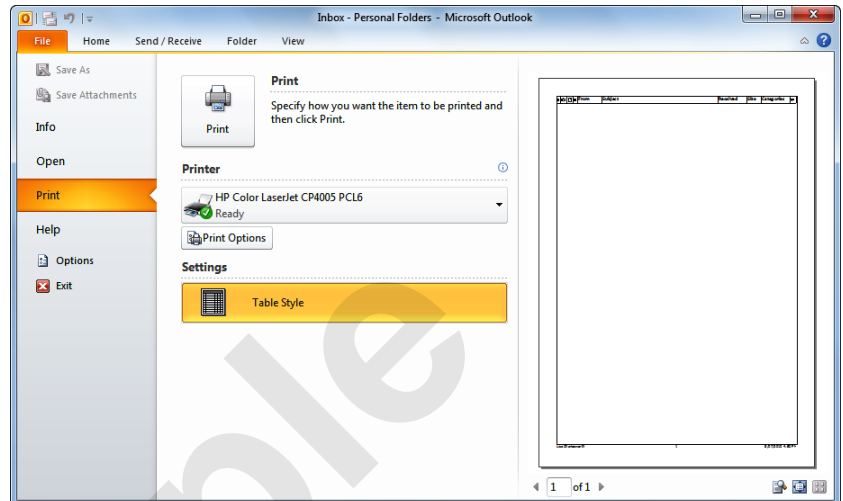 Inbox - Personal Folders - Microsoft Outlook
File Home Send / Receive Folder View
Save As
Save Attachments
Info
Open
Print
Help
Options
Exit
Print
Print
Specify how you want the item to be printed and
then click Print.
Printer
HP Color LaserJet CP4005 PCL6
Ready
Print Options
Settings
Table Style
From Subject Received Size Categories
1
1 of 1
ple